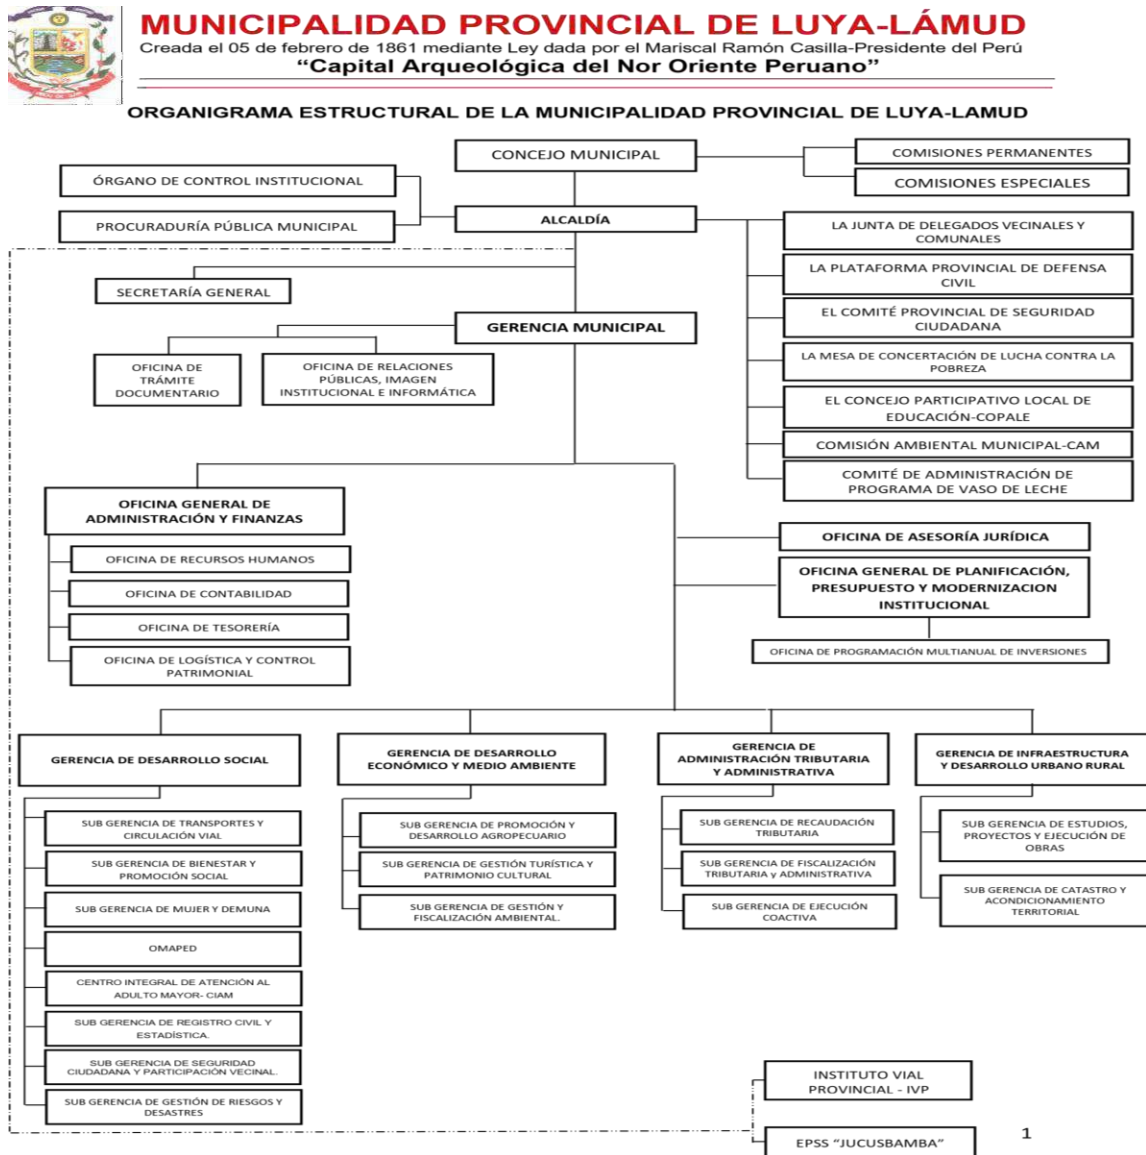 MUNICIPALIDAD PROVINCIAL DE LUYA-LÁMUD
Creada el 05 de febrero de 1861 mediante Ley dada por el Mariscal Ramón Casilla-Presidente del Perú
“Capital Arqueológica del Nor Oriente Peruano”
ORGANIGRAMA ESTRUCTURAL DE LA MUNICIPALIDAD PROVINCIAL DE LUYA-LAMUD
CONCEJO MUNICIPAL
COMISIONES PERMANENTES
COMISIONES ESPECIALES
ÓRGANO DE CONTROL INSTITUCIONAL
PROCURADURÍA PÚBLICA MUNICIPAL
ALCALDÍA
LA JUNTA DE DELEGADOS VECINALES Y
COMUNALES
LA PLATAFORMA PROVINCIAL DE DEFENSA
CIVIL
EL COMITÉ PROVINCIAL DE SEGURIDAD
CIUDADANA
LA MESA DE CONCERTACIÓN DE LUCHA CONTRA LA
POBREZA
EL CONCEJO PARTICIPATIVO LOCAL DE
EDUCACIÓN-COPALE
COMISIÓN AMBIENTAL MUNICIPAL-CAM
COMITÉ DE ADMINISTRACIÓN DE
PROGRAMA DE VASO DE LECHE
SECRETARÍA GENERAL
GERENCIA MUNICIPAL
OFICINA DE
TRÁMITE
DOCUMENTARIO
OFICINA DE RELACIONES
PÚBLICAS, IMAGEN
INSTITUCIONAL E INFORMÁTICA
OFICINA GENERAL DE
ADMINISTRACIÓN Y FINANZAS
OFICINA DE RECURSOS HUMANOS
OFICINA DE CONTABILIDAD
OFICINA DE TESORERÍA
OFICINA DE LOGÍSTICA Y CONTROL
PATRIMONIAL
OFICINA DE ASESORÍA JURÍDICA
OFICINA GENERAL DE PLANIFICACIÓN,
PRESUPUESTO Y MODERNIZACION
INSTITUCIONAL
OFICINA DE PROGRAMACIÓN MULTIANUAL DE INVERSIONES
GERENCIA DE DESARROLLO SOCIAL
SUB GERENCIA DE TRANSPORTES Y
CIRCULACIÓN VIAL
SUB GERENCIA DE BIENESTAR Y
PROMOCIÓN SOCIAL
SUB GERENCIA DE MUJER Y DEMUNA
OMAPED
CENTRO INTEGRAL DE ATENCIÓN AL
ADULTO MAYOR- CIAM
SUB GERENCIA DE REGISTRO CIVIL Y
ESTADÍSTICA.
SUB GERENCIA DE SEGURIDAD
CIUDADANA Y PARTICIPACIÓN VECINAL.
SUB GERENCIA DE GESTIÓN DE RIESGOS Y
DESASTRES
GERENCIA DE DESARROLLO
ECONÓMICO Y MEDIO AMBIENTE
SUB GERENCIA DE PROMOCIÓN Y
DESARROLLO AGROPECUARIO
SUB GERENCIA DE GESTIÓN TURÍSTICA Y
PATRIMONIO CULTURAL
SUB GERENCIA DE GESTIÓN Y
FISCALIZACIÓN AMBIENTAL.
GERENCIA DE
ADMINISTRACIÓN TRIBUTARIA
Y ADMINISTRATIVA
SUB GERENCIA DE RECAUDACIÓN
TRIBUTARIA
SUB GERENCIA DE FISCALIZACIÓN
TRIBUTARIA y ADMINISTRATIVA
SUB GERENCIA DE EJECUCIÓN
COACTIVA
GERENCIA DE INFRAESTRUCTURA
Y DESARROLLO URBANO RURAL
SUB GERENCIA DE ESTUDIOS,
PROYECTOS Y EJECUCIÓN DE
OBRAS
SUB GERENCIA DE CATASTRO Y
ACONDICIONAMIENTO
TERRITORIAL
INSTITUTO VIAL
PROVINCIAL - IVP
EPSS “JUCUSBAMBA”
1